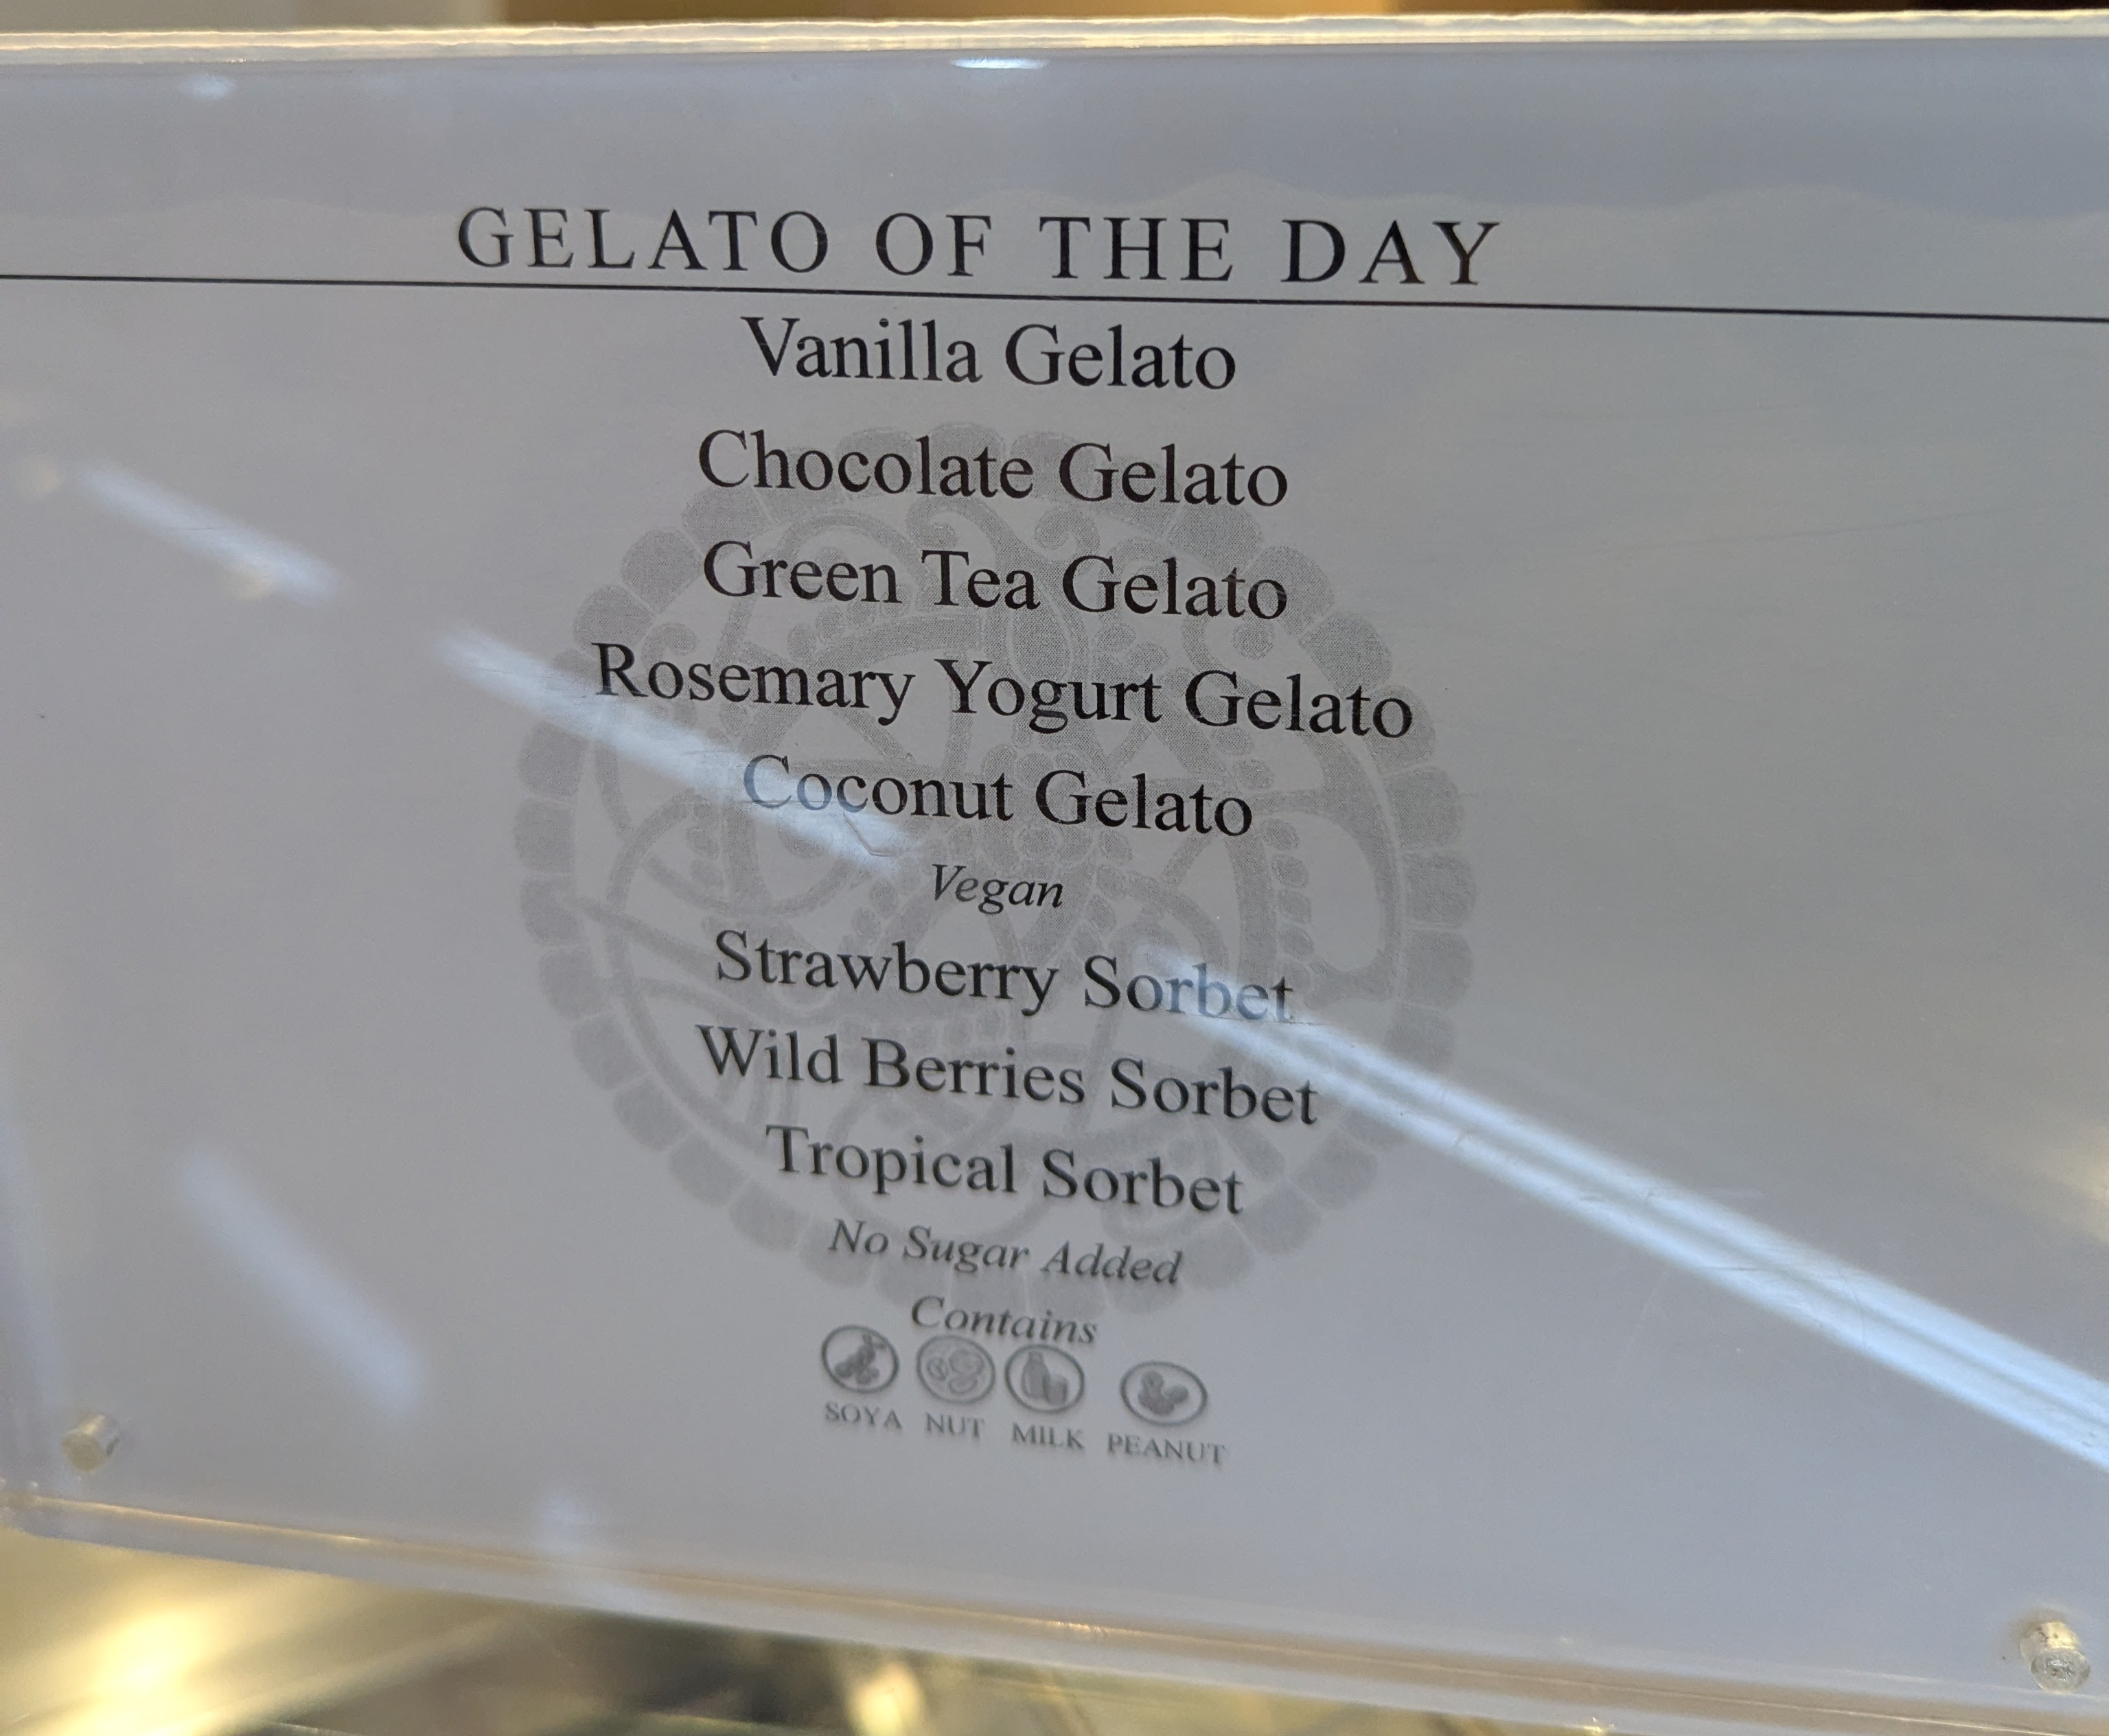 GELATO OF THE DAY
Vanilla Gelato
Chocolate Gelato
Green Tea Gelato
Rosemary Yogurt Gelato
Coconut Gelato
Vegan
Strawberry Sorbet
Wild Berries Sorbet
Tropical Sorbet
No Sugar Added
Contains
SOYA NUT MILK PEANUT